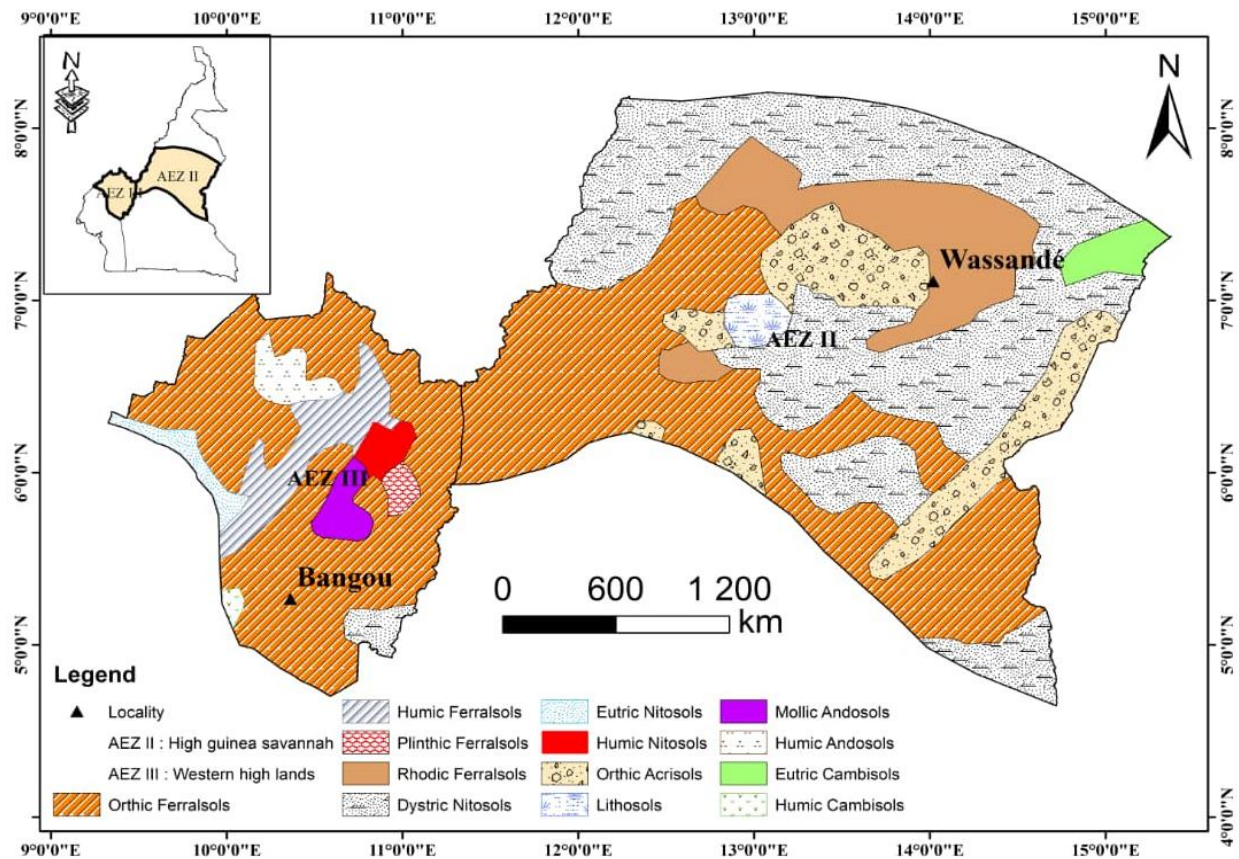 9°0'0"E 10°0'0"E 11°0'0"E 12°0'0"E 13°0'0"E 14°0'0"E 15°0'0"E
N
AEZ II
AEZ III
N
8°0'0"N
8°0'0"N
7°0'0"N
7°0'0"N
6°0'0"N
6°0'0"N
5°0'0"N
5°0'0"N
4°0'0"N
Wassandé
AEZ II
AEZ III
Bangou
0 600 1 200
km
Legend
Locality
AEZ II : High guinea savannah
AEZ III : Western high lands
Orthic Ferralsols
Humic Ferralsols
Plinthic Ferralsols
Rhodic Ferralsols
Dystric Nitosols
Eutric Nitosols
Humic Nitosols
Orthic Acrisols
Lithosols
Mollic Andosols
Humic Andosols
Eutric Cambisols
Humic Cambisols
4°0'0"N
9°0'0"E 10°0'0"E 11°0'0"E 12°0'0"E 13°0'0"E 14°0'0"E 15°0'0"E